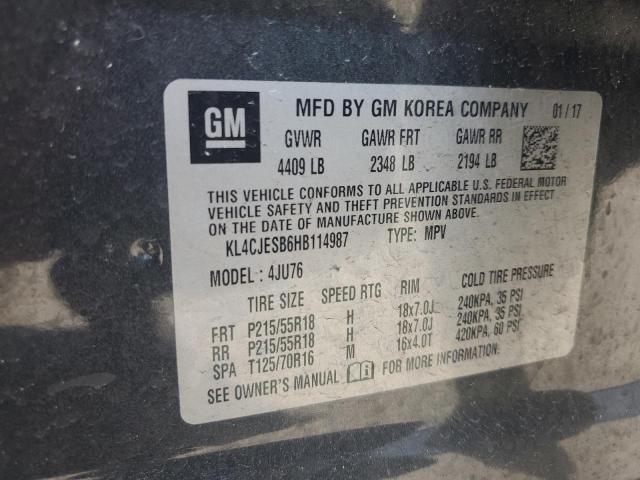 GM MFD BY GM KOREA COMPANY 01/17
GVWR GAWR FRT GAWR RR
4409 LB 2348 LB 2194 LB
THIS VEHICLE CONFORMS TO ALL APPLICABLE U.S. FEDERAL MOTOR
VEHICLE SAFETY AND THEFT PREVENTION STANDARDS IN EFFECT
ON THE DATE OF MANUFACTURE SHOWN ABOVE.
KL4CJESB6HB114987 TYPE: MPV
MODEL: 4JU76
TIRE SIZE SPEED RTG RIM COLD TIRE PRESSURE
FRT P215/55R18 H 18x7.0J 240KPA, 35 PSI
RR P215/55R18 H 18x7.0J 240KPA, 35 PSI
SPA T125/70R16 M 16x4.0T 420KPA, 60 PSI
SEE OWNER'S MANUAL FOR MORE INFORMATION.